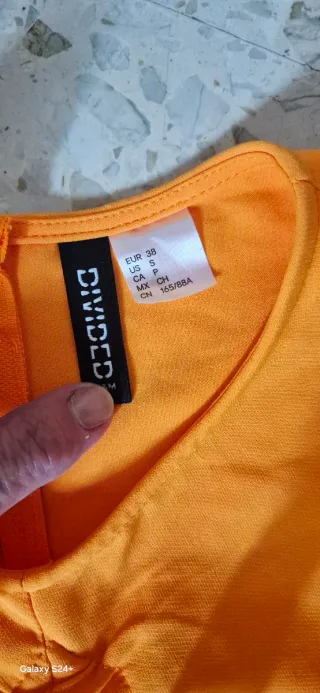 DIVIDED
EUR 38
US S
CA P
MX CH
CN 165/88A
Galaxy S24+